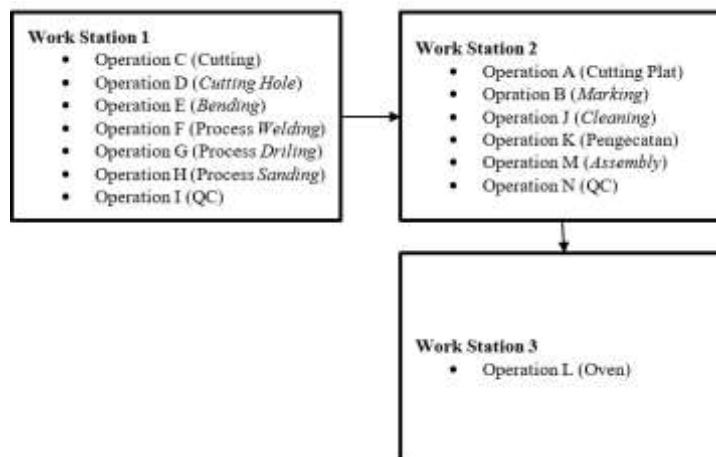 Work Station 1
• Operation C (Cutting)
• Operation D (Cutting Hole)
• Operation E (Bending)
• Operation F (Process Welding)
• Operation G (Process Driling)
• Operation H (Process Sanding)
• Operation I (QC)
Work Station 2
• Operation A (Cutting Plat)
• Opration B (Marking)
• Operation J (Cleaning)
• Operation K (Pengecatan)
• Operation M (Assembly)
• Operation N (QC)
Work Station 3
• Operation L (Oven)